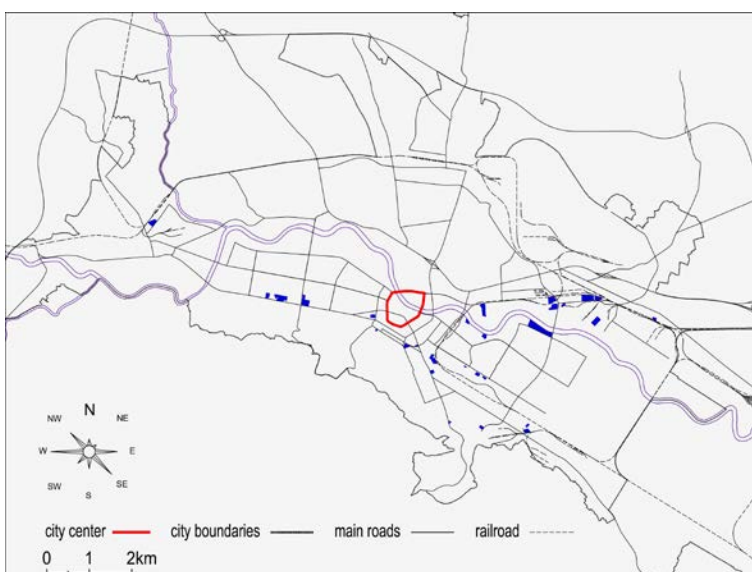 N
NW NE
W E
SW SE
S
city center city boundaries main roads railroad
0 1 2km